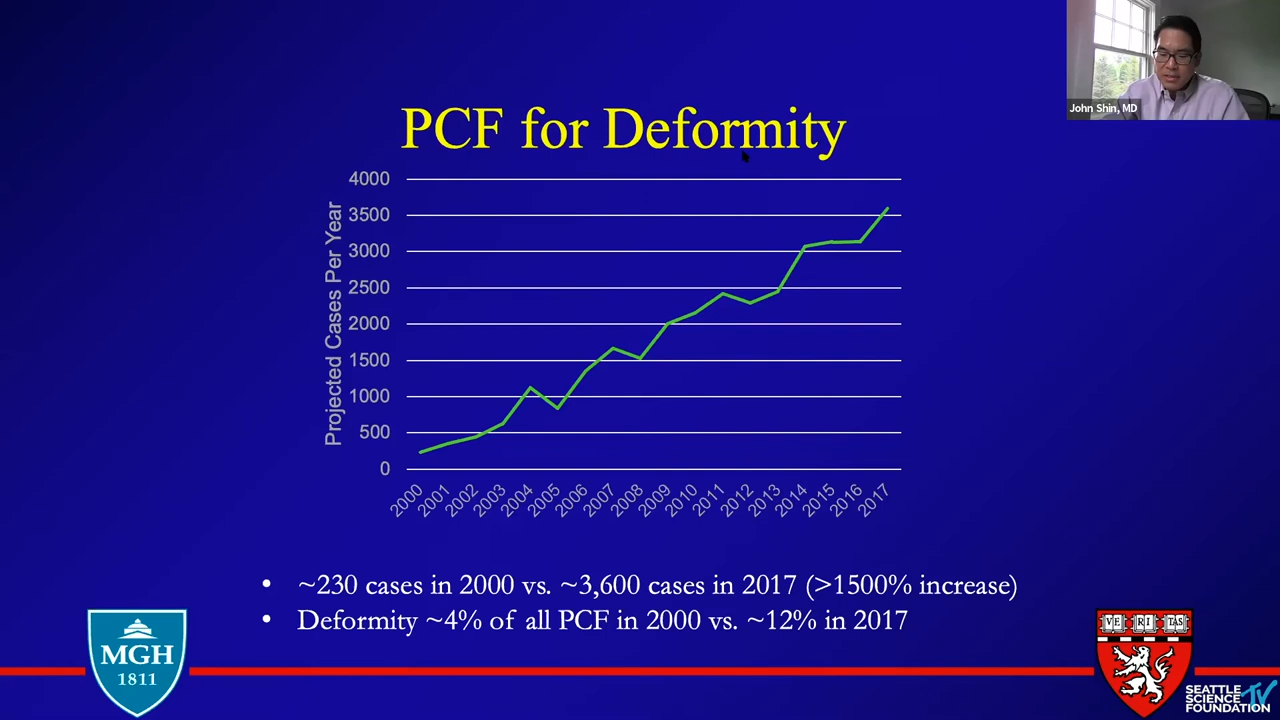 John Shin, MD
PCF for Deformity
Projected Cases Per Year
4000
3500
3000
2500
2000
1500
1000
500
0
2000
2001
2002
2003
2004
2005
2006
2007
2008
2009
2010
2011
2012
2013
2014
2015
2016
2017
• ~230 cases in 2000 vs. ~3,600 cases in 2017 (>1500% increase)
• Deformity ~4% of all PCF in 2000 vs. ~12% in 2017
MGH
1811
VE RI TAS
SEATTLE
SCIENCE
FOUNDATION
TV